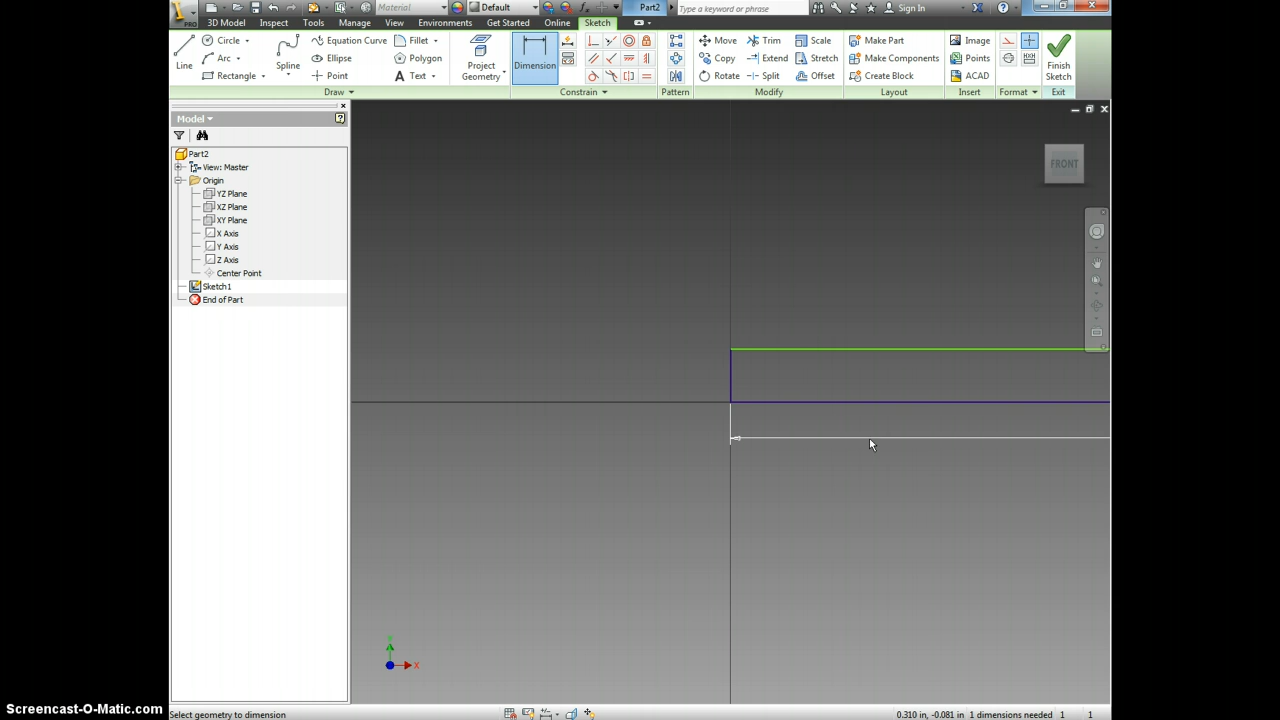 Material Default Part2 Type a keyword or phrase Sign In
PRO 3D Model Inspect Tools Manage View Environments Get Started Online Sketch
Line Circle Arc Rectangle Spline Equation Curve Ellipse Point Fillet Polygon Text Project Geometry Dimension Move Copy Rotate Trim Extend Split Scale Stretch Offset Make Part Make Components Create Block Image Points ACAD Finish Sketch
Draw Constrain Pattern Modify Layout Insert Format Exit
Model
Part2
View: Master
Origin
YZ Plane
XZ Plane
XY Plane
X Axis
Y Axis
Z Axis
Center Point
Sketch1
End of Part
FRONT
X
Screencast-O-Matic.com
Select geometry to dimension 0.310 in, -0.081 in 1 dimensions needed 1 1